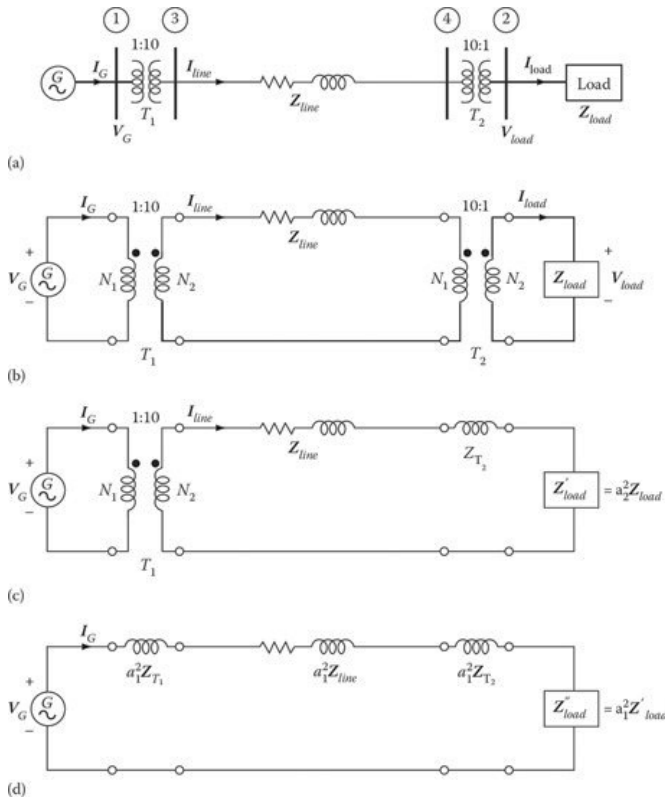 1 3 4 2
1:10 10:1
I_G I_line I_load
G Load
Z_line Z_load
T_1 T_2
V_G V_load
(a)
I_G 1:10 I_line 10:1 I_load
Z_line
+ +
V_G G N_1 N_2 N_1 N_2 Z_load V_load
− −
T_1 T_2
(b)
I_G 1:10 I_line
Z_line Z_T_2
+
V_G G N_1 N_2 Z'_load = a_2^2 Z_load
−
T_1
(c)
I_G
a_1^2 Z_T_1 a_1^2 Z_line a_1^2 Z_T_2
+
V_G G Z"_load = a_1^2 Z'_load
−
(d)